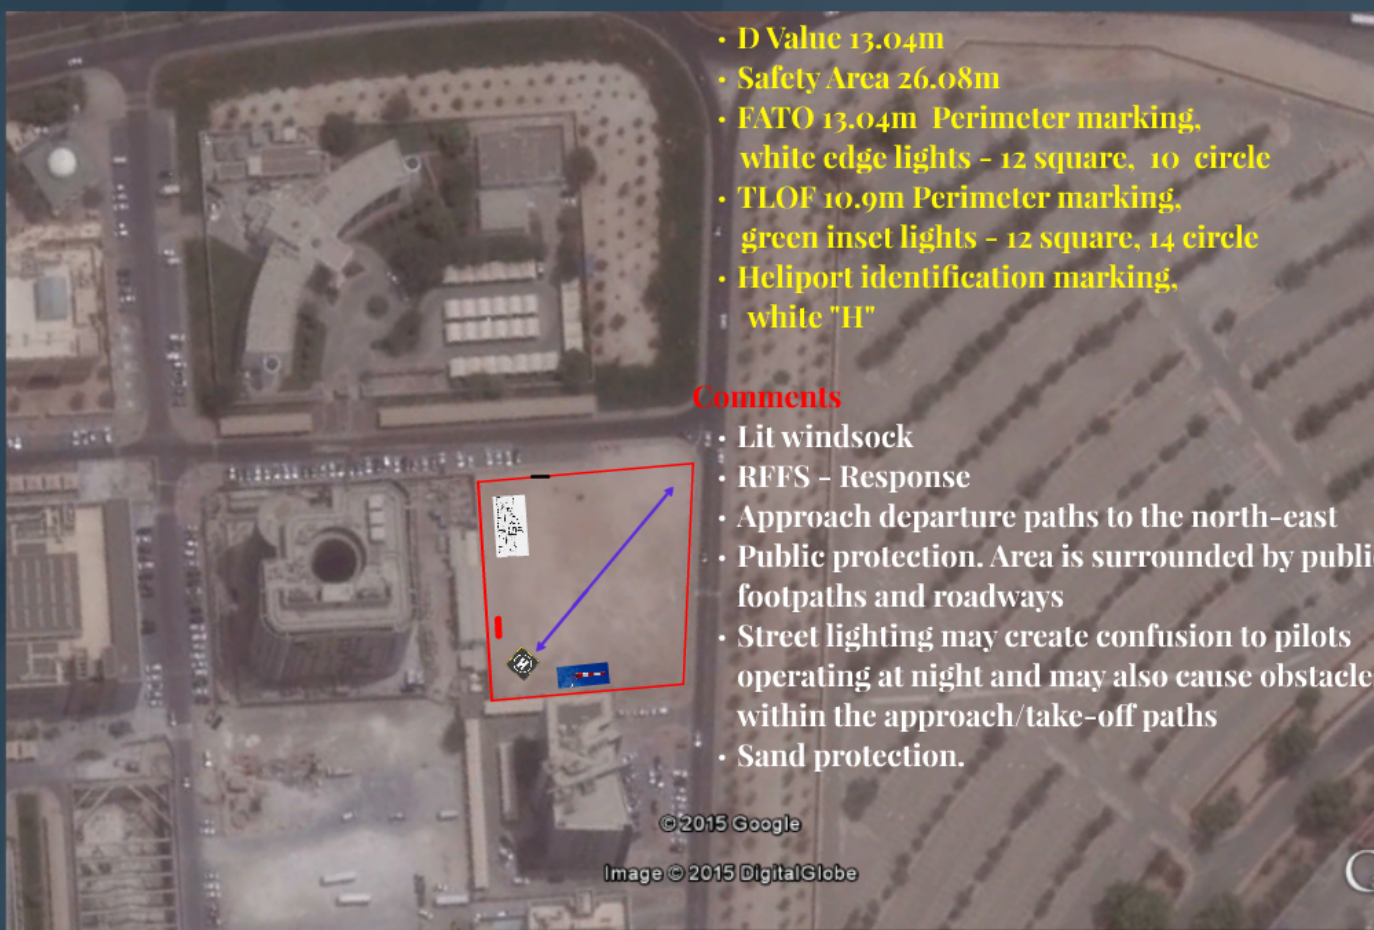 • D Value 13.04m
• Safety Area 26.08m
• FATO 13.04m Perimeter marking,
white edge lights - 12 square, 10 circle
• TLOF 10.9m Perimeter marking,
green inset lights - 12 square, 14 circle
• Heliport identification marking,
white "H"
Comments
• Lit windsock
• RFFS - Response
• Approach departure paths to the north-east
• Public protection. Area is surrounded by public
footpaths and roadways
• Street lighting may create confusion to pilots
operating at night and may also cause obstacle
within the approach/take-off paths
• Sand protection.
H
© 2015 Google
Image © 2015 DigitalGlobe